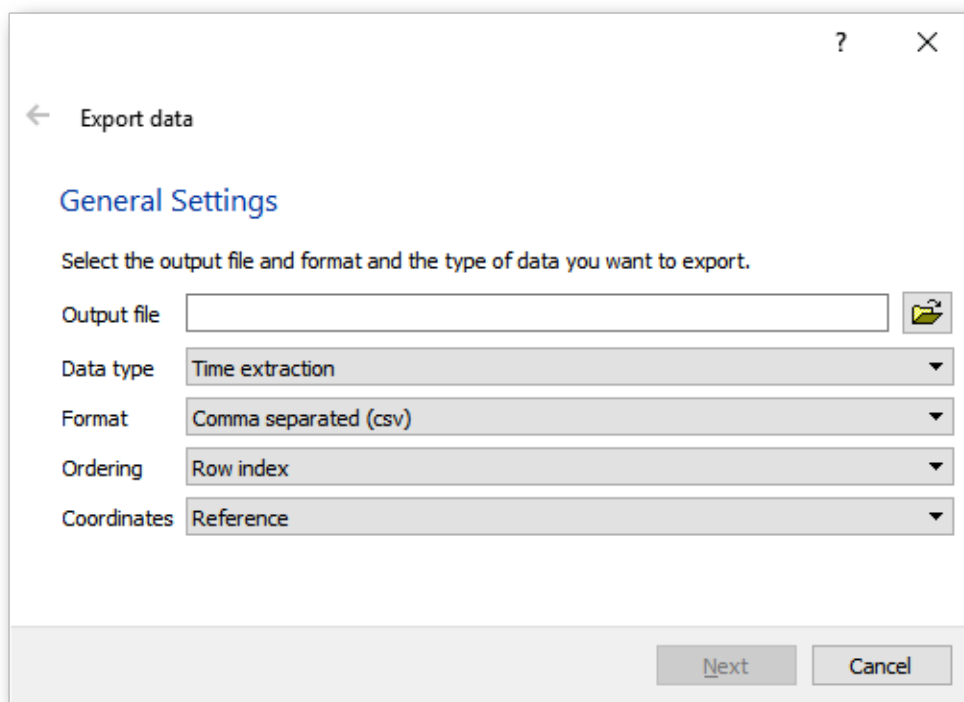 ?
Export data
General Settings
Select the output file and format and the type of data you want to export.
Output file
Data type Time extraction
Format Comma separated (csv)
Ordering Row index
Coordinates Reference
Next Cancel